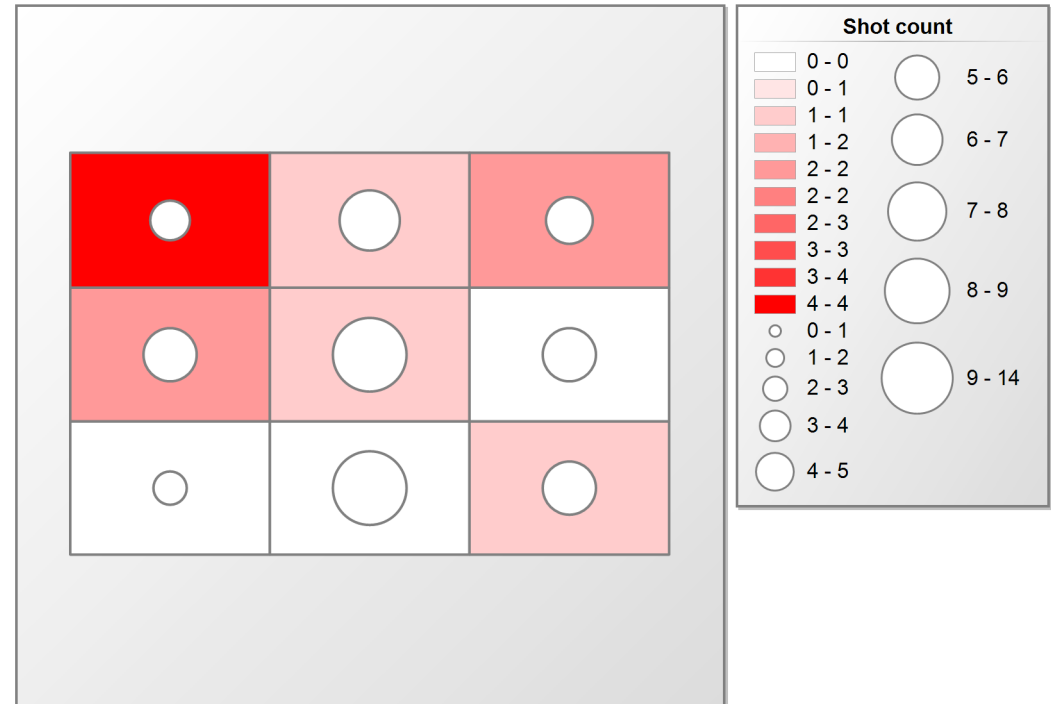 Shot count
0 - 0
0 - 1
1 - 1
1 - 2
2 - 2
2 - 2
2 - 3
3 - 3
3 - 4
4 - 4
0 - 1
1 - 2
2 - 3
3 - 4
4 - 5
5 - 6
6 - 7
7 - 8
8 - 9
9 - 14